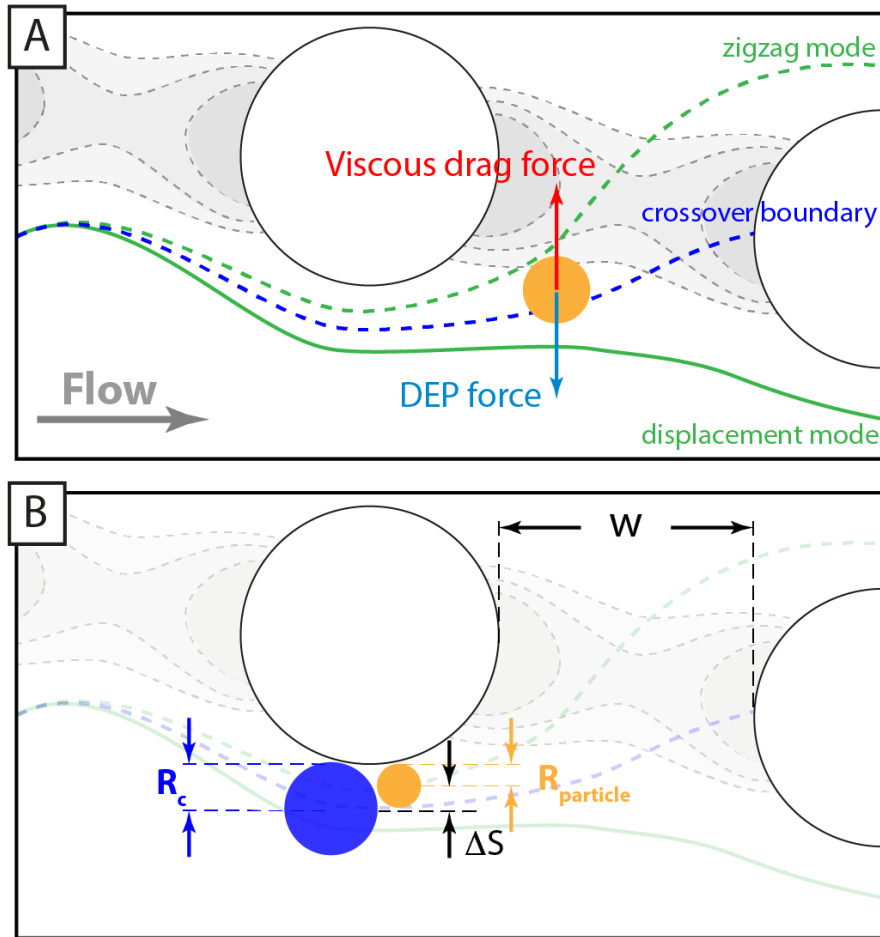 A
zigzag mode
Viscous drag force
crossover boundary
Flow
DEP force
displacement mode
B
W
Rc
Rparticle
ΔS